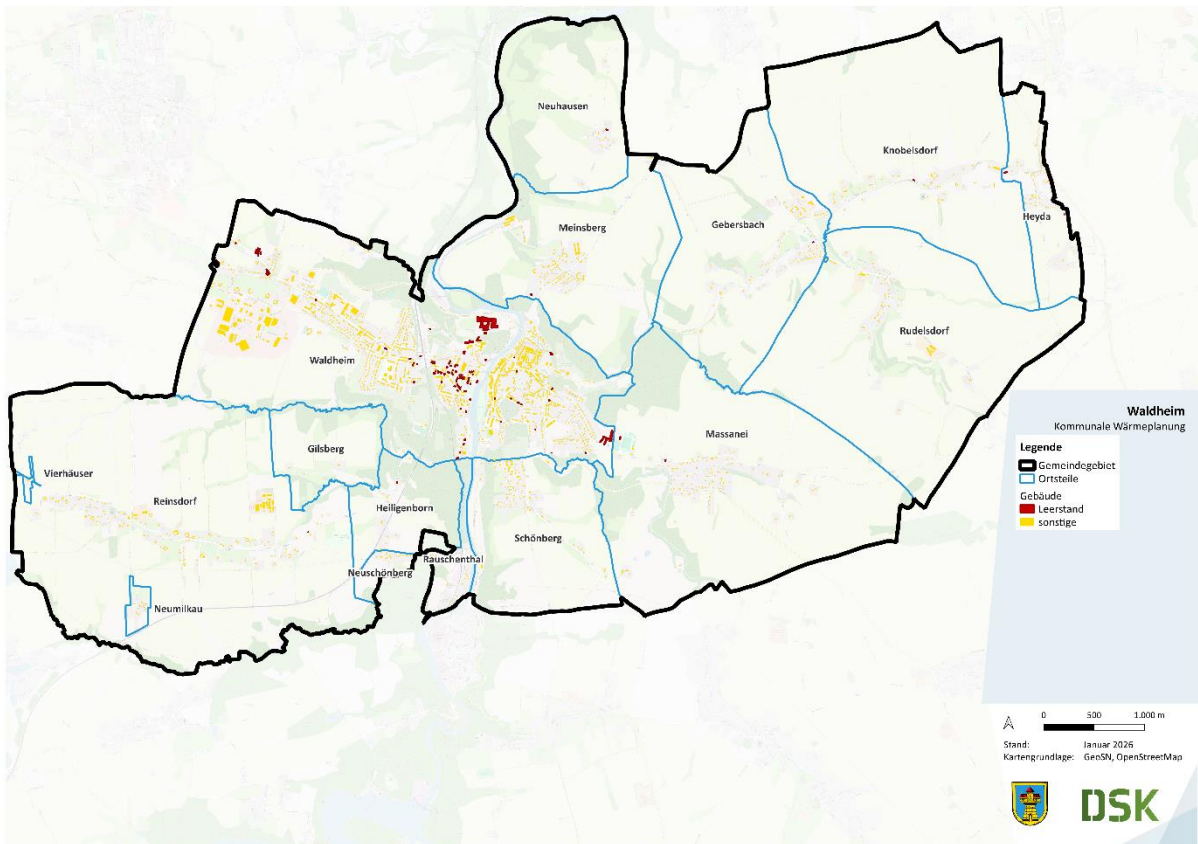 Neuhausen
Knobelsdorf
Meinsberg
Gebersbach
Heyda
Rudelsdorf
Waldheim
Massanei
Gilsberg
Vierhäuser
Reinsdorf
Heiligenborn
Schönberg
Rauschenthal
Neuschönberg
Neumilkau
Waldheim
Kommunale Wärmeplanung
Legende
Gemeindegebiet
Ortsteile
Gebäude
Leerstand
sonstige
0 500 1.000 m
Stand: Januar 2026
Kartengrundlage: GeoSN, OpenStreetMap
DSK